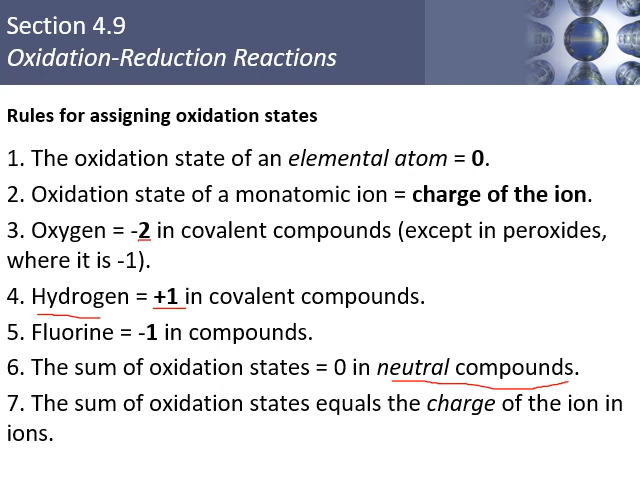 Section 4.9
Oxidation-Reduction Reactions
Rules for assigning oxidation states
1. The oxidation state of an elemental atom = 0.
2. Oxidation state of a monatomic ion = charge of the ion.
3. Oxygen = -2 in covalent compounds (except in peroxides,
where it is -1).
4. Hydrogen = +1 in covalent compounds.
5. Fluorine = -1 in compounds.
6. The sum of oxidation states = 0 in neutral compounds.
7. The sum of oxidation states equals the charge of the ion in
ions.